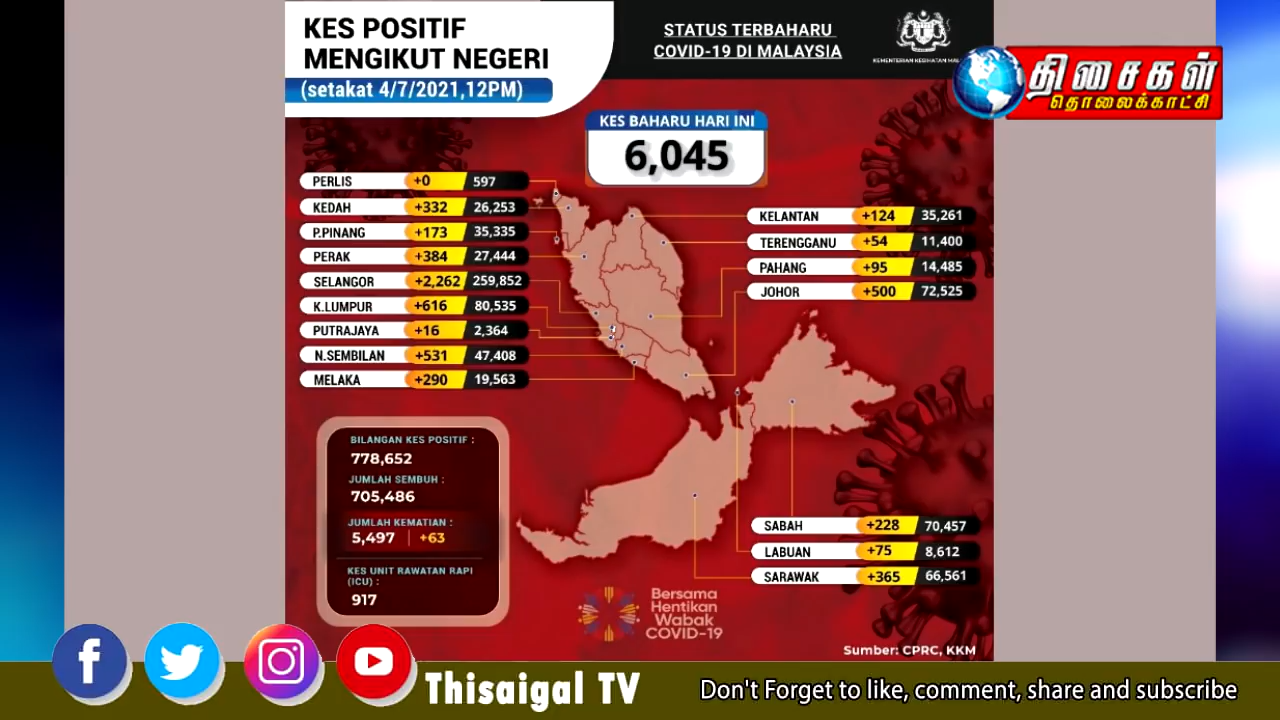 KES POSITIF
MENGIKUT NEGERI
(setakat 4/7/2021,12PM)
STATUS TERBAHARU
COVID-19 DI MALAYSIA
திசைகள்
தொலைக்காட்சி
KES BAHARU HARI INI
6,045
PERLIS +0 597
KEDAH +332 26,253
P.PINANG +173 35,335
PERAK +384 27,444
SELANGOR +2,262 259,852
K.LUMPUR +616 80,535
PUTRAJAYA +16 2,364
N.SEMBILAN +531 47,408
MELAKA +290 19,563
KELANTAN +124 35,261
TERENGGANU +54 11,400
PAHANG +95 14,485
JOHOR +500 72,525
BILANGAN KES POSITIF :
778,652
JUMLAH SEMBUH :
705,486
JUMLAH KEMATIAN :
5,497 | +63
KES UNIT RAWATAN RAPI
(ICU) :
917
SABAH +228 70,457
LABUAN +75 8,612
SARAWAK +365 66,561
Bersama
Hentikan
Wabak
COVID-19
Sumber: CPRC, KKM
Thisaigal TV
Don't Forget to like, comment, share and subscribe